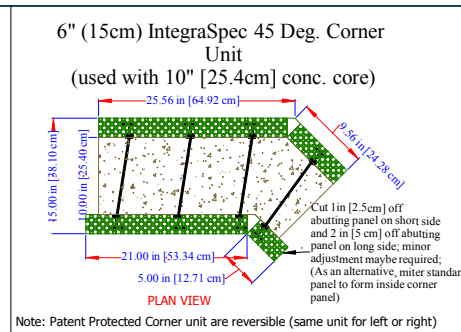 6" (15cm) IntegraSpec 45 Deg. Corner
Unit
(used with 10" [25.4cm] conc. core)
25.56 in [64.92 cm]
9.56 in [24.28 cm]
15.00 in [38.10 cm]
10.00 in [25.40 cm]
Cut 1in [2.5cm] off
abutting panel on short side
and 2 in [5 cm] off abutting
panel on long side; minor
adjustment maybe required;
(As an alternative, miter standar
panel to form inside corner
panel)
21.00 in [53.34 cm]
5.00 in [12.71 cm]
PLAN VIEW
Note: Patent Protected Corner unit are reversible (same unit for left or right)